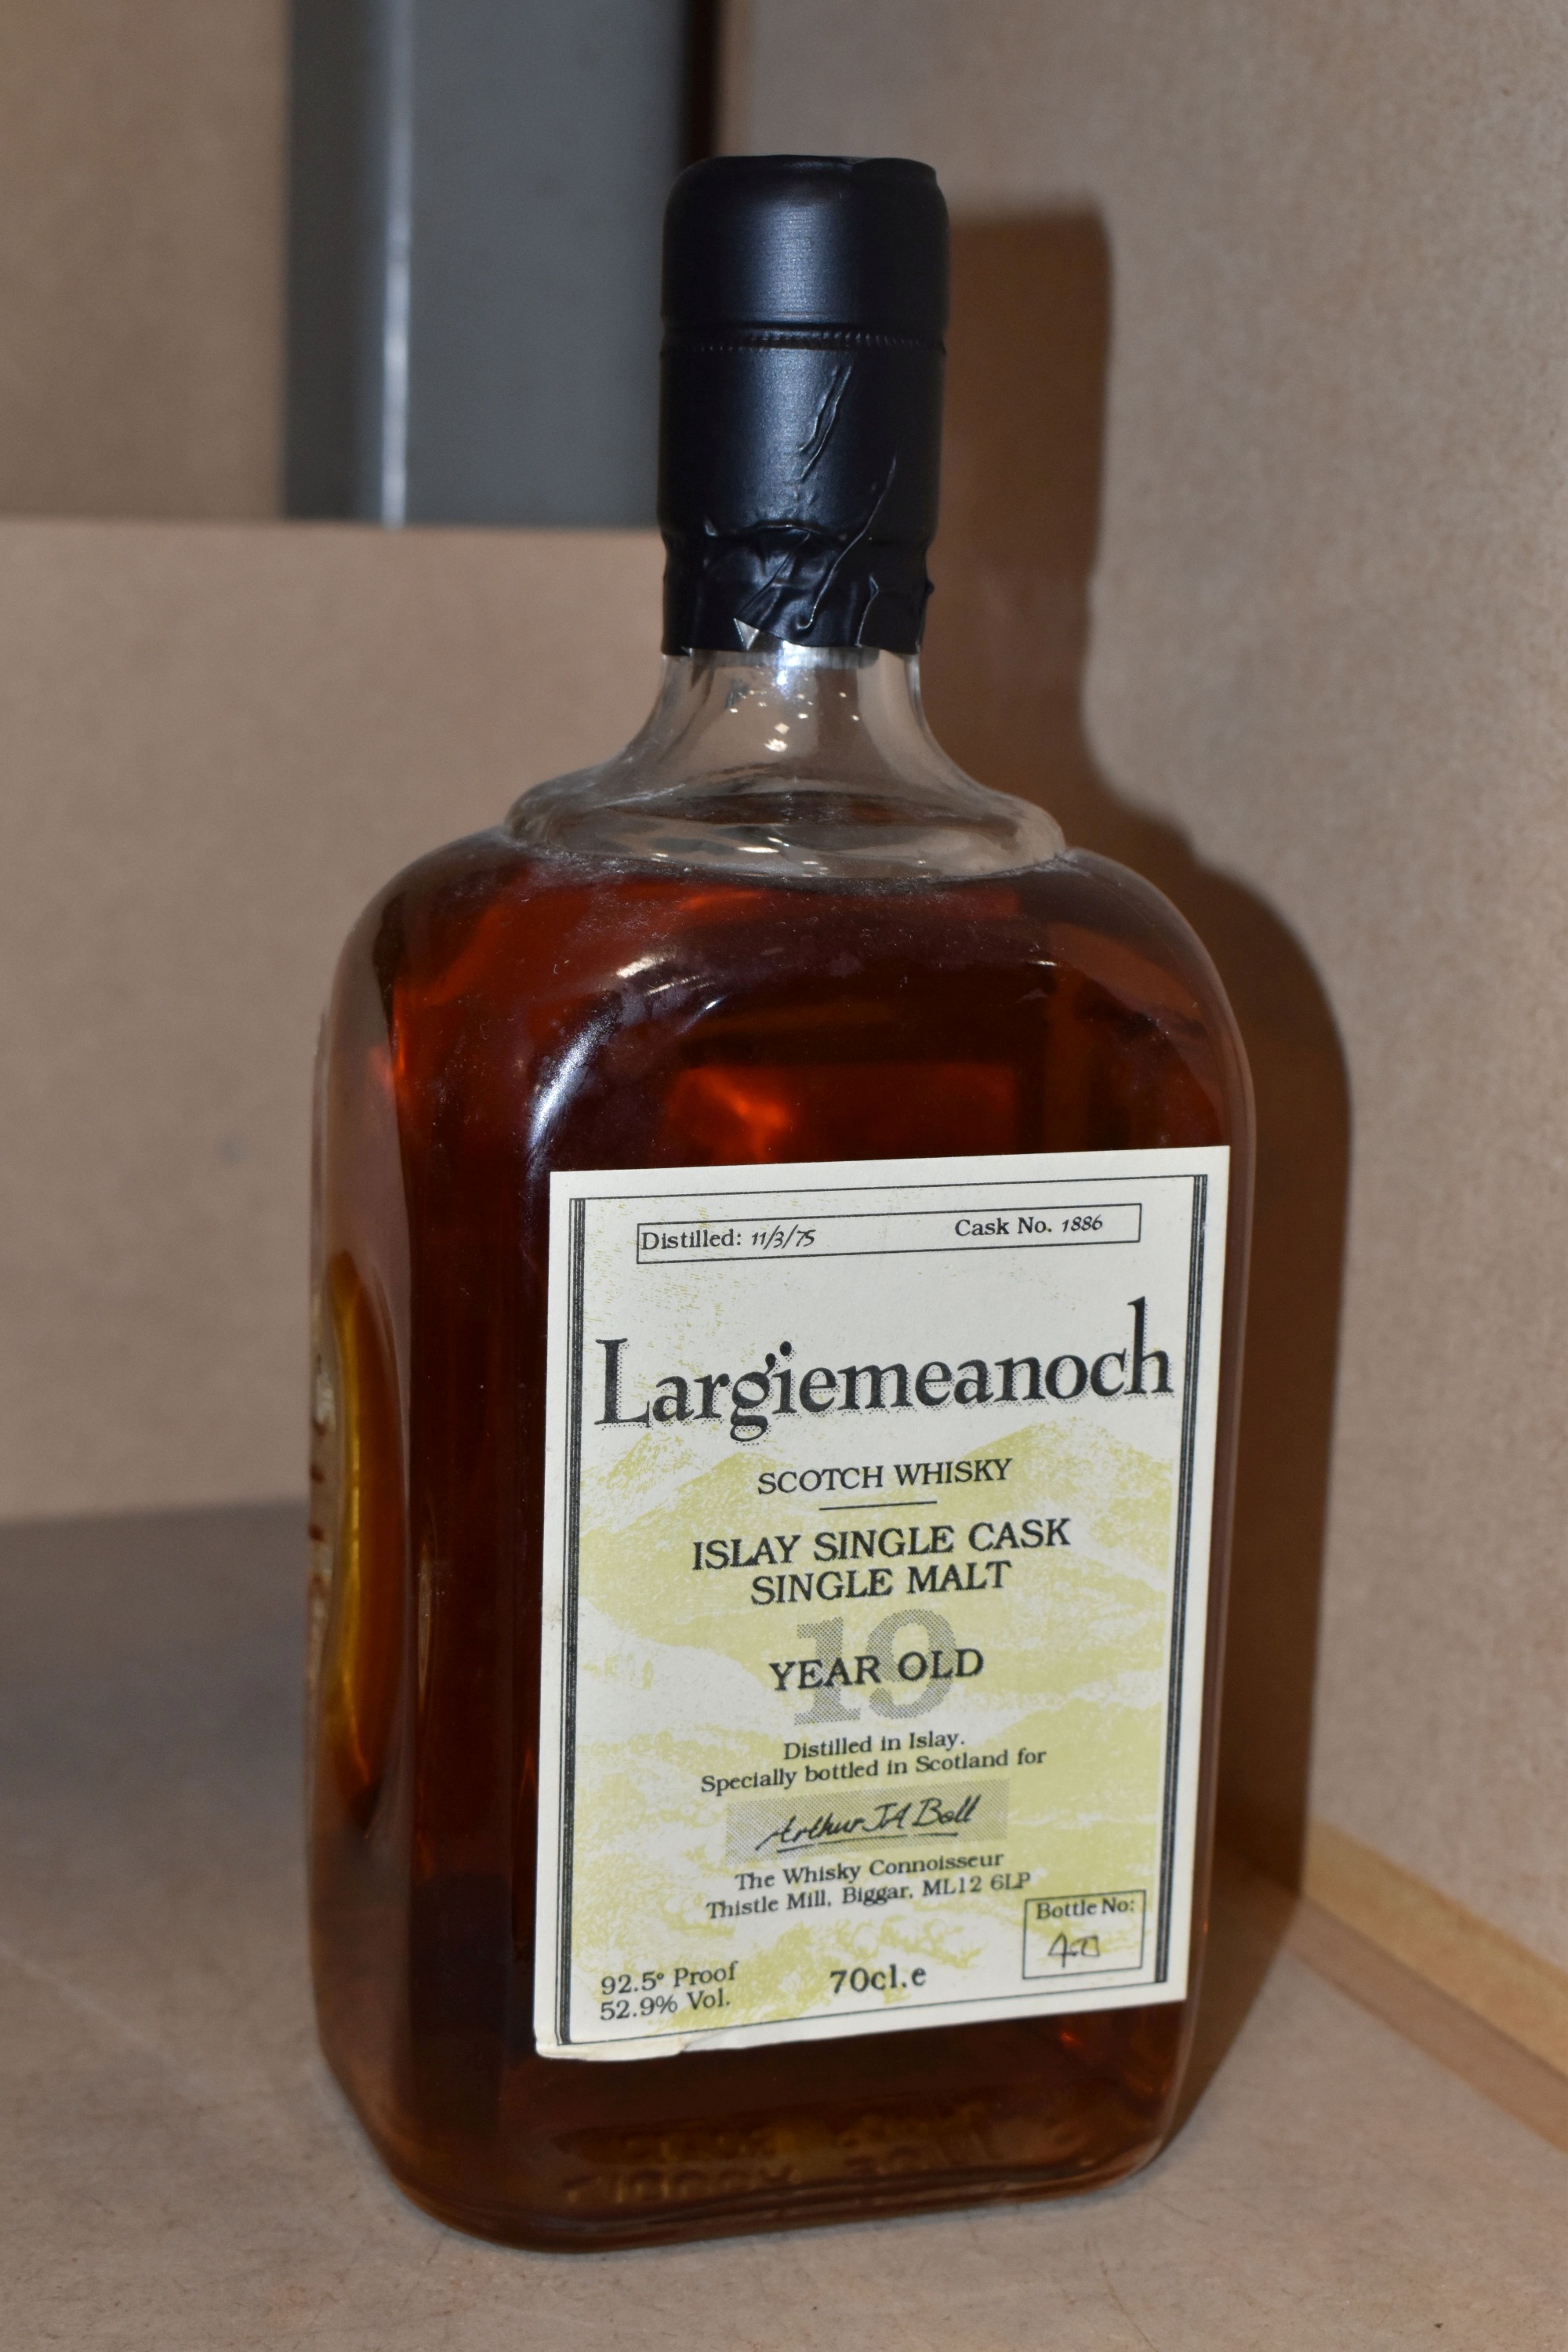 Distilled: 11/3/75 Cask No. 1886
Largiemeanoch
SCOTCH WHISKY
ISLAY SINGLE CASK
SINGLE MALT
19
YEAR OLD
Distilled in Islay.
Specially bottled in Scotland for
Arthur JA Bell
The Whisky Connoisseur
Thistle Mill, Biggar, ML12 6LP
Bottle No:
92.5° Proof
52.9% Vol.
70cl.e